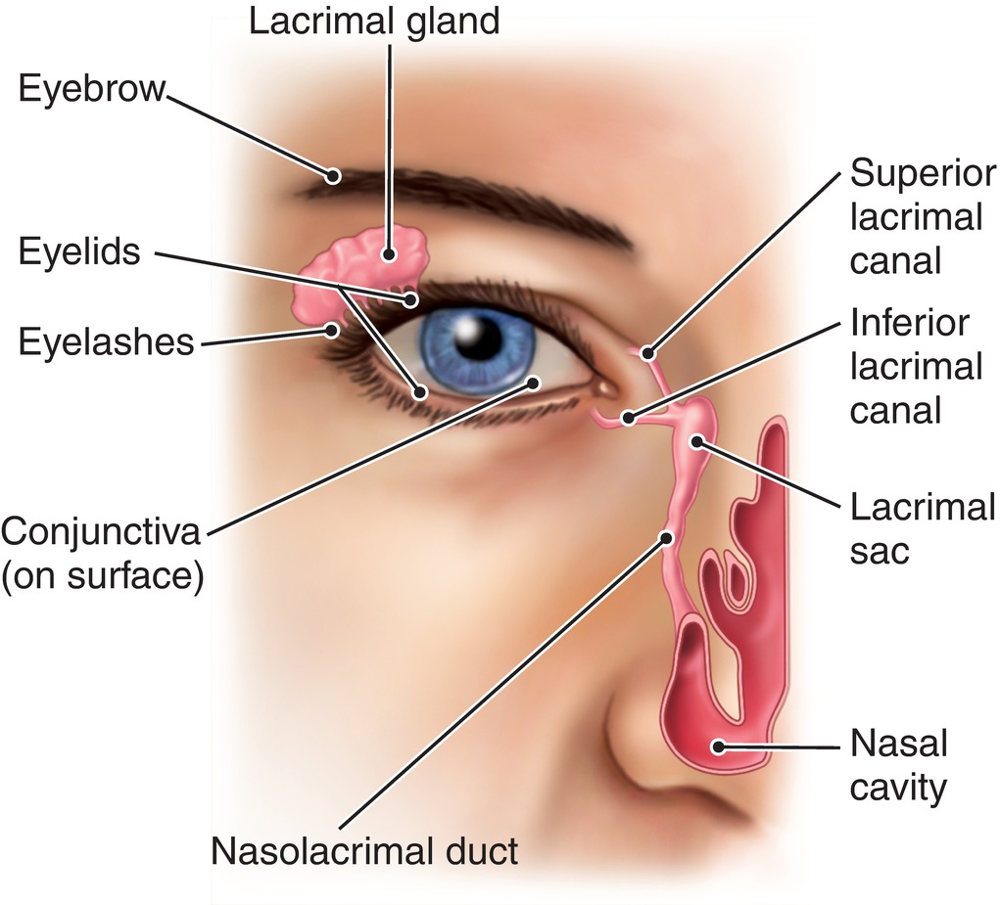 Lacrimal gland
Eyebrow
Eyelids
Eyelashes
Conjunctiva
(on surface)
Nasolacrimal duct
Superior
lacrimal
canal
Inferior
lacrimal
canal
Lacrimal
sac
Nasal
cavity